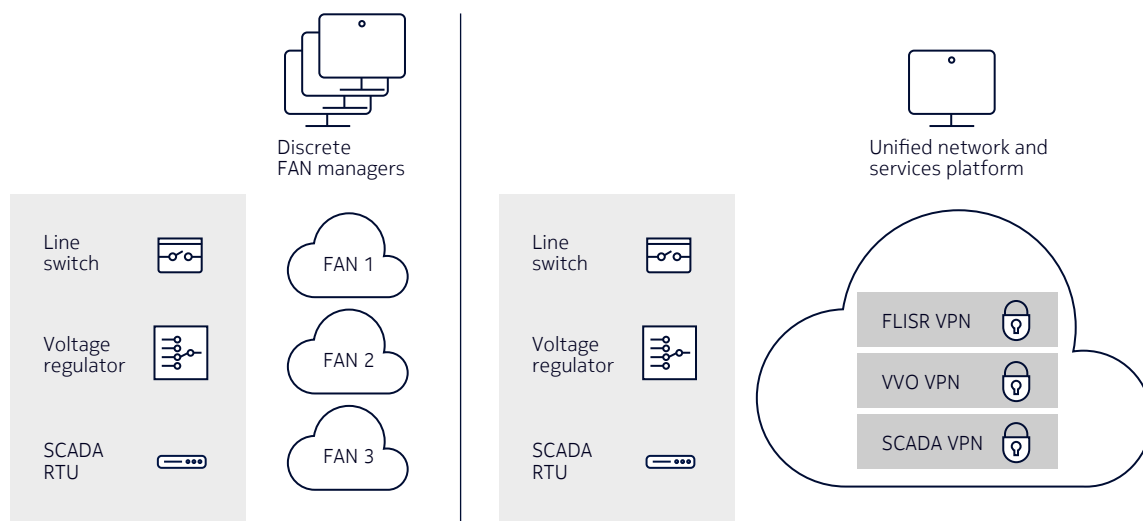 Discrete
FAN managers
Line
switch
FAN 1
Voltage
regulator
FAN 2
SCADA
RTU
FAN 3
Unified network and
services platform
Line
switch
FLISR VPN
Voltage
regulator
VVO VPN
SCADA
RTU
SCADA VPN